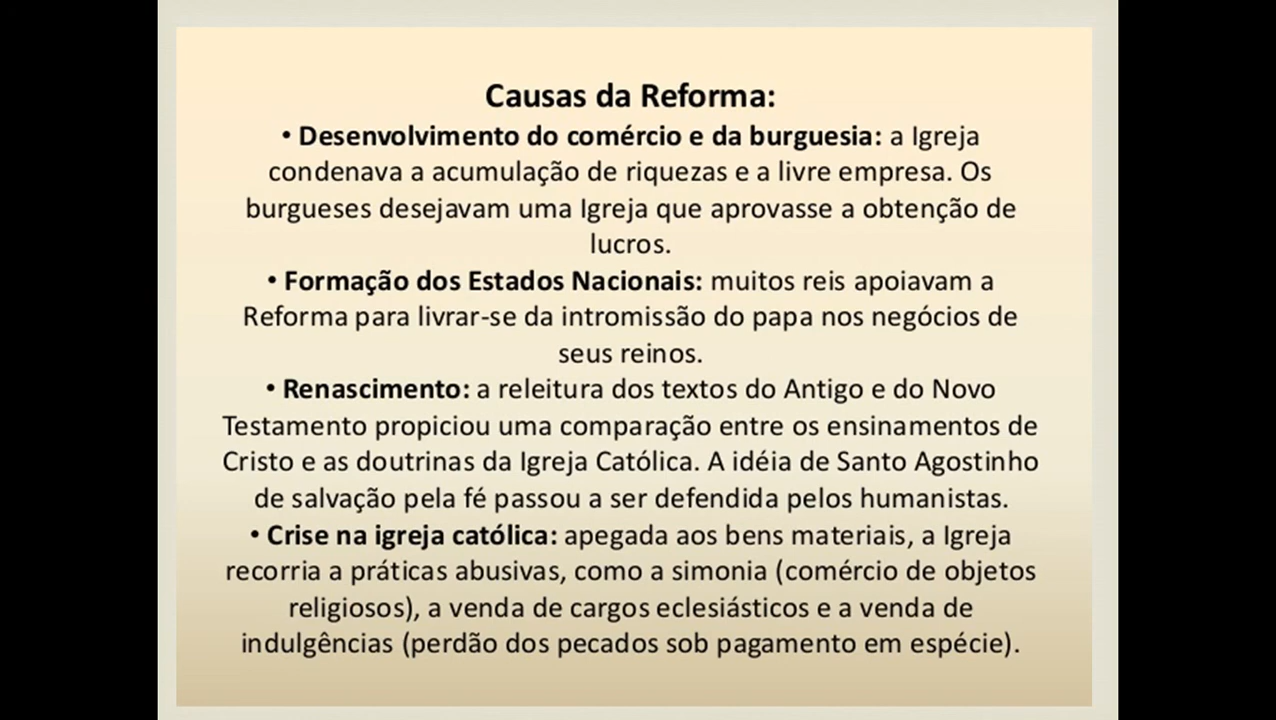 Causas da Reforma:
• Desenvolvimento do comércio e da burguesia: a Igreja
condenava a acumulação de riquezas e a livre empresa. Os
burgueses desejavam uma Igreja que aprovasse a obtenção de
lucros.
• Formação dos Estados Nacionais: muitos reis apoiavam a
Reforma para livrar-se da intromissão do papa nos negócios de
seus reinos.
• Renascimento: a releitura dos textos do Antigo e do Novo
Testamento propiciou uma comparação entre os ensinamentos de
Cristo e as doutrinas da Igreja Católica. A idéia de Santo Agostinho
de salvação pela fé passou a ser defendida pelos humanistas.
• Crise na igreja católica: apegada aos bens materiais, a Igreja
recorria a práticas abusivas, como a simonia (comércio de objetos
religiosos), a venda de cargos eclesiásticos e a venda de
indulgências (perdão dos pecados sob pagamento em espécie).